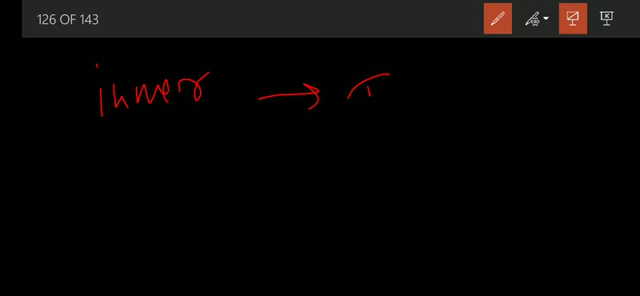 126 OF 143
inner →